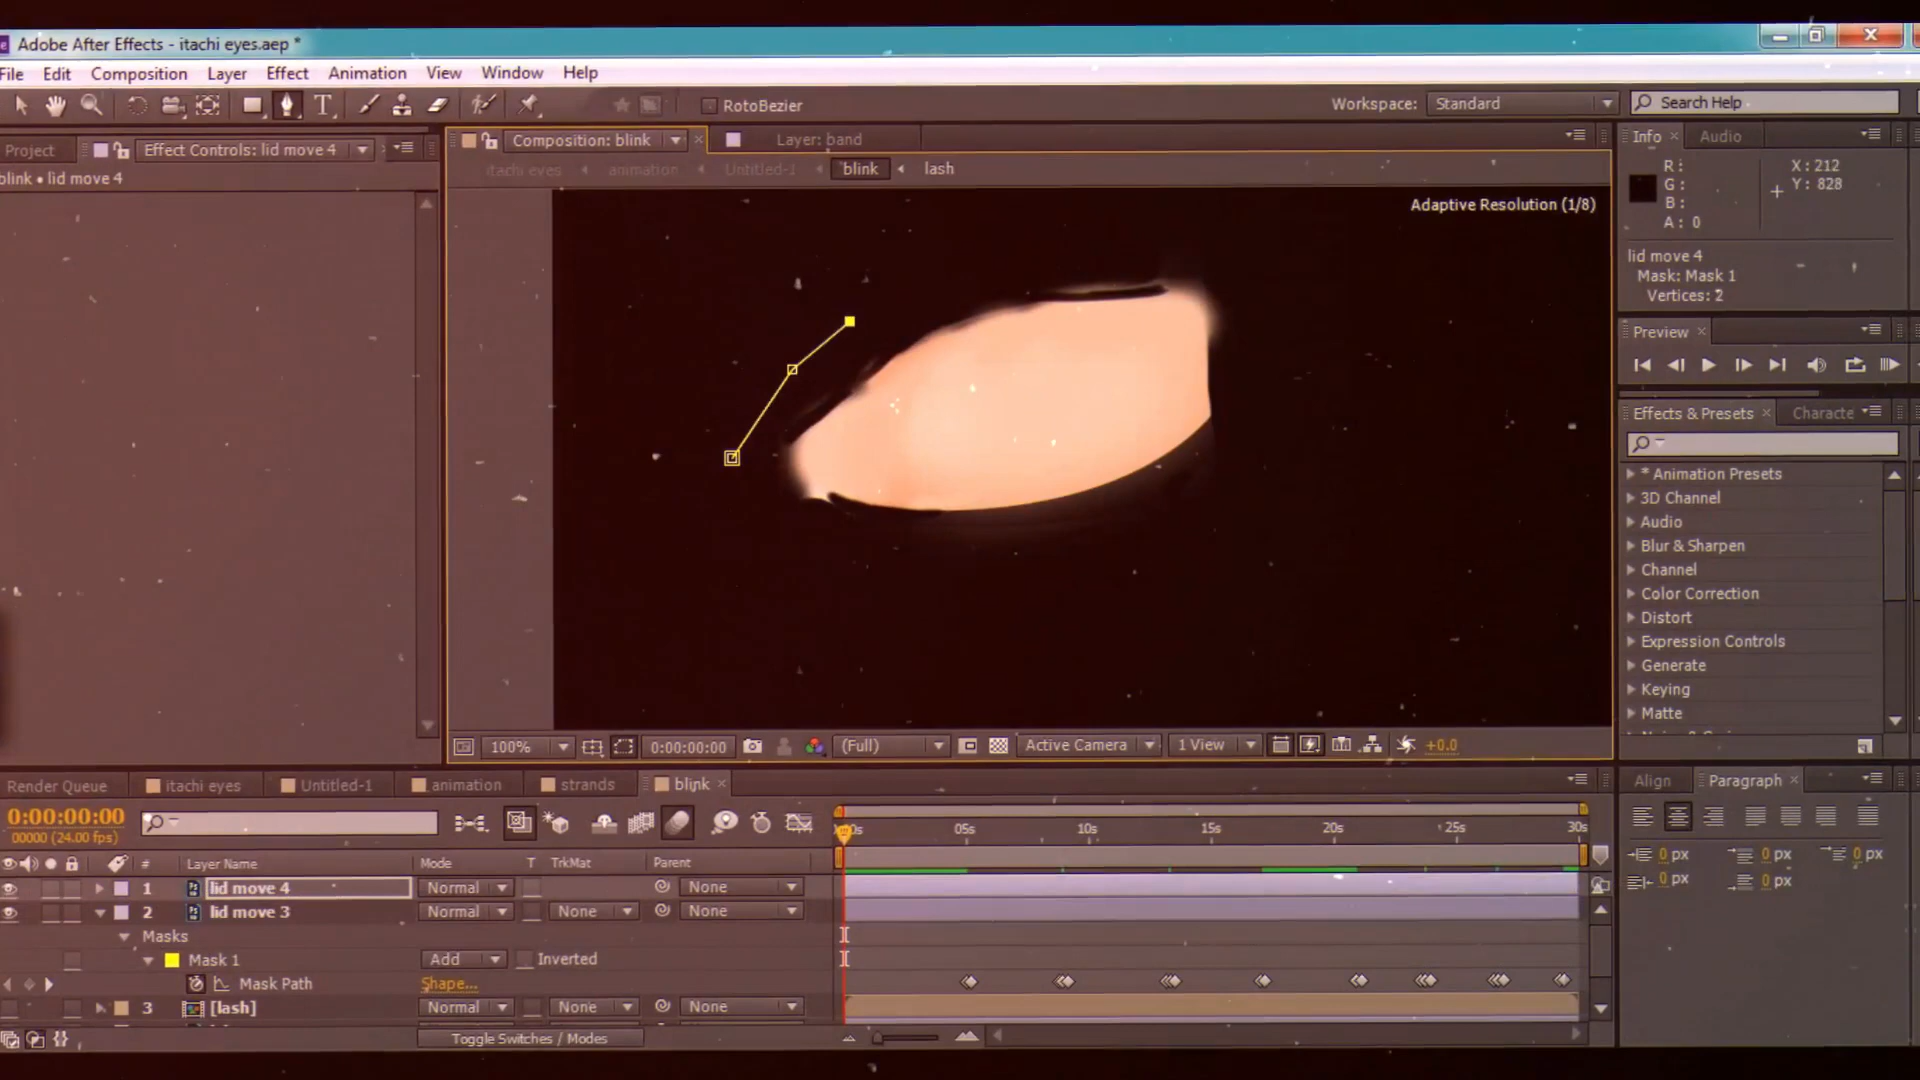 Adobe After Effects - itachi eyes.aep *
File Edit Composition Layer Effect Animation View Window Help
RotoBezier
Workspace: Standard
Search Help
Project
Effect Controls: lid move 4
blink • lid move 4
Composition: blink
Layer: band
itachi eyes animation Untitled-1 blink lash
Adaptive Resolution (1/8)
Info Audio
R:
G:
B:
A: 0
X: 212
Y: 828
lid move 4
Mask: Mask 1
Vertices: 2
Preview
Effects & Presets Characte
* Animation Presets
3D Channel
Audio
Blur & Sharpen
Channel
Color Correction
Distort
Expression Controls
Generate
Keying
Matte
100% 0:00:00:00 (Full) Active Camera 1 View +0.0
Render Queue itachi eyes Untitled-1 animation strands blink
0:00:00:00
00000 (24.00 fps)
05s 10s 15s 20s 25s 30s
# Layer Name Mode T TrkMat Parent
1 lid move 4 Normal None
2 lid move 3 Normal None None
Masks
Mask 1 Add Inverted
Mask Path Shape...
3 [lash] Normal None None
Toggle Switches / Modes
Align Paragraph
0 px 0 px 0 px
0 px 0 px